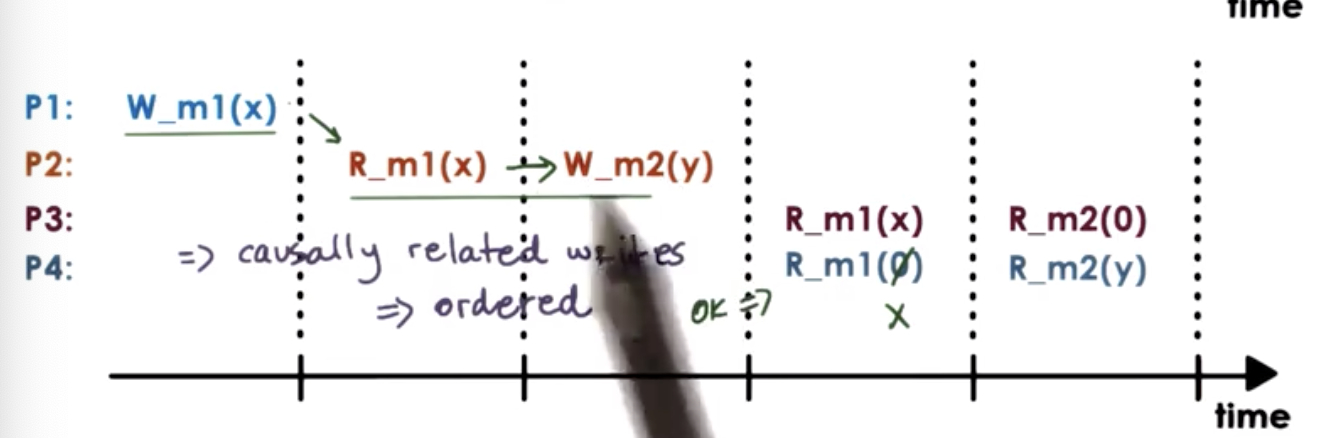 time
P1: W_m1(x)
P2: R_m1(x) → W_m2(y)
P3: R_m1(x) R_m2(0)
=> causally related writes
P4: R_m1(0) R_m2(y)
=> ordered OK => x
time